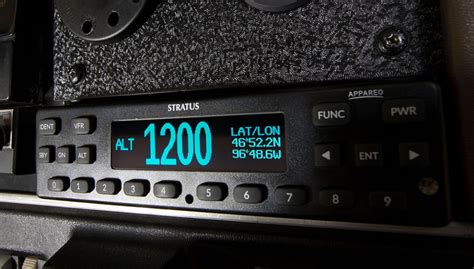 APPAREO
STRATUS
IDENT VFR
SBY ON ALT
ALT 1200 LAT/LON
46°52.2N
96°48.6W
FUNC PWR
ENT
0 1 2 3 4 5 6 7 8 9